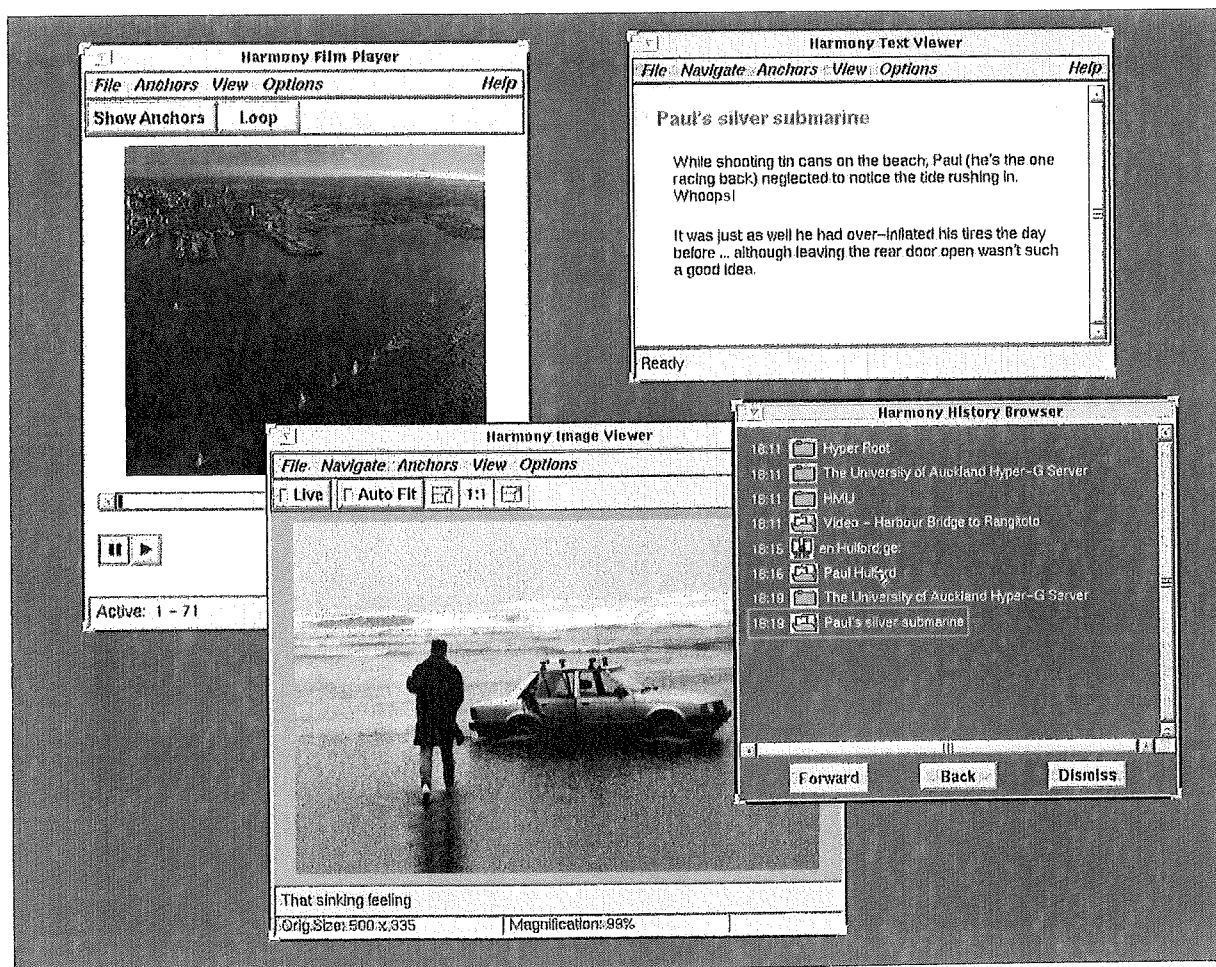 Harmony Film Player
File Anchors View Options Help
Show Anchors Loop
Active: 1 - 71
Harmony Text Viewer
File Navigate Anchors View Options Help
Paul's silver submarine
While shooting tin cans on the beach, Paul (he's the one
racing back) neglected to notice the tide rushing in.
Whoops!
It was just as well he had over-inflated his tires the day
before ... although leaving the rear door open wasn't such
a good idea.
Ready
Harmony Image Viewer
File Navigate Anchors View Options
Live Auto Fit 1:1
That sinking feeling
Orig.Size: 500 x 335 Magnification: 99%
Harmony History Browser
18:11 Hyper Root
18:11 The University of Auckland Hyper-G Server
18:11 HMU
18:11 Video - Harbour Bridge to Rangitoto
18:16 Paul Hulford
18:19 The University of Auckland Hyper-G Server
18:19 Paul's silver submarine
Forward Back Dismiss